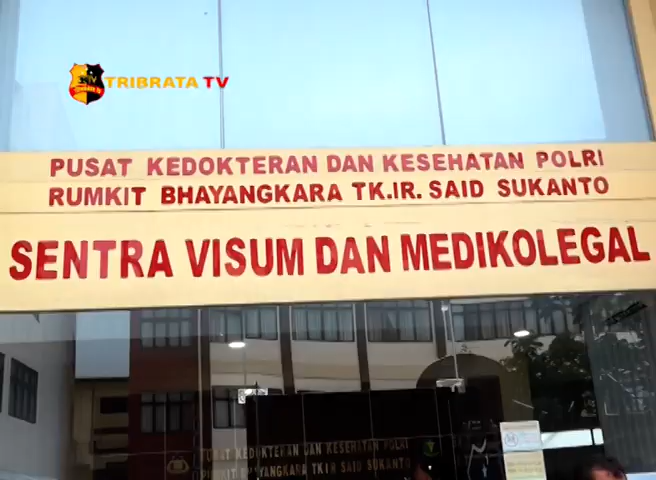 TRIBRATA TV
PUSAT KEDOKTERAN DAN KESEHATAN POLRI
RUMKIT BHAYANGKARA TK.IR. SAID SUKANTO
SENTRA VISUM DAN MEDIKOLEGAL
PUSAT KEDOKTERAN DAN KESEHATAN POLRI
RUMKIT BHAYANGKARA TK IR SAID SUKANTO